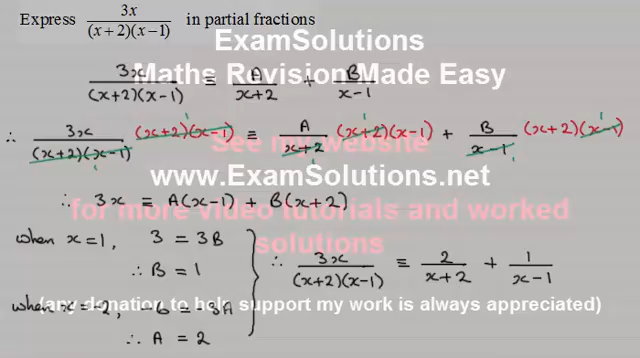 Express 3x/((x+2)(x−1)) in partial fractions
ExamSolutions
Maths Revision Made Easy
3x/((x+2)(x-1)) ≡ A/(x+2) + B/(x-1)
∴ 3x/((x+2)(x-1)) (x+2)(x-1) ≡ A/(x+2) (x+2)(x-1) + B/(x-1) (x+2)(x-1)
See my website
www.ExamSolutions.net
∴ 3x ≡ A(x-1) + B(x+2)
for more video tutorials and worked
solutions
when x=1, 3 = 3B
∴ B = 1
∴ 3x/((x+2)(x-1)) ≡ 2/(x+2) + 1/(x-1)
(any donation to help support my work is always appreciated)
when x=-2, -6 = -3A
∴ A = 2